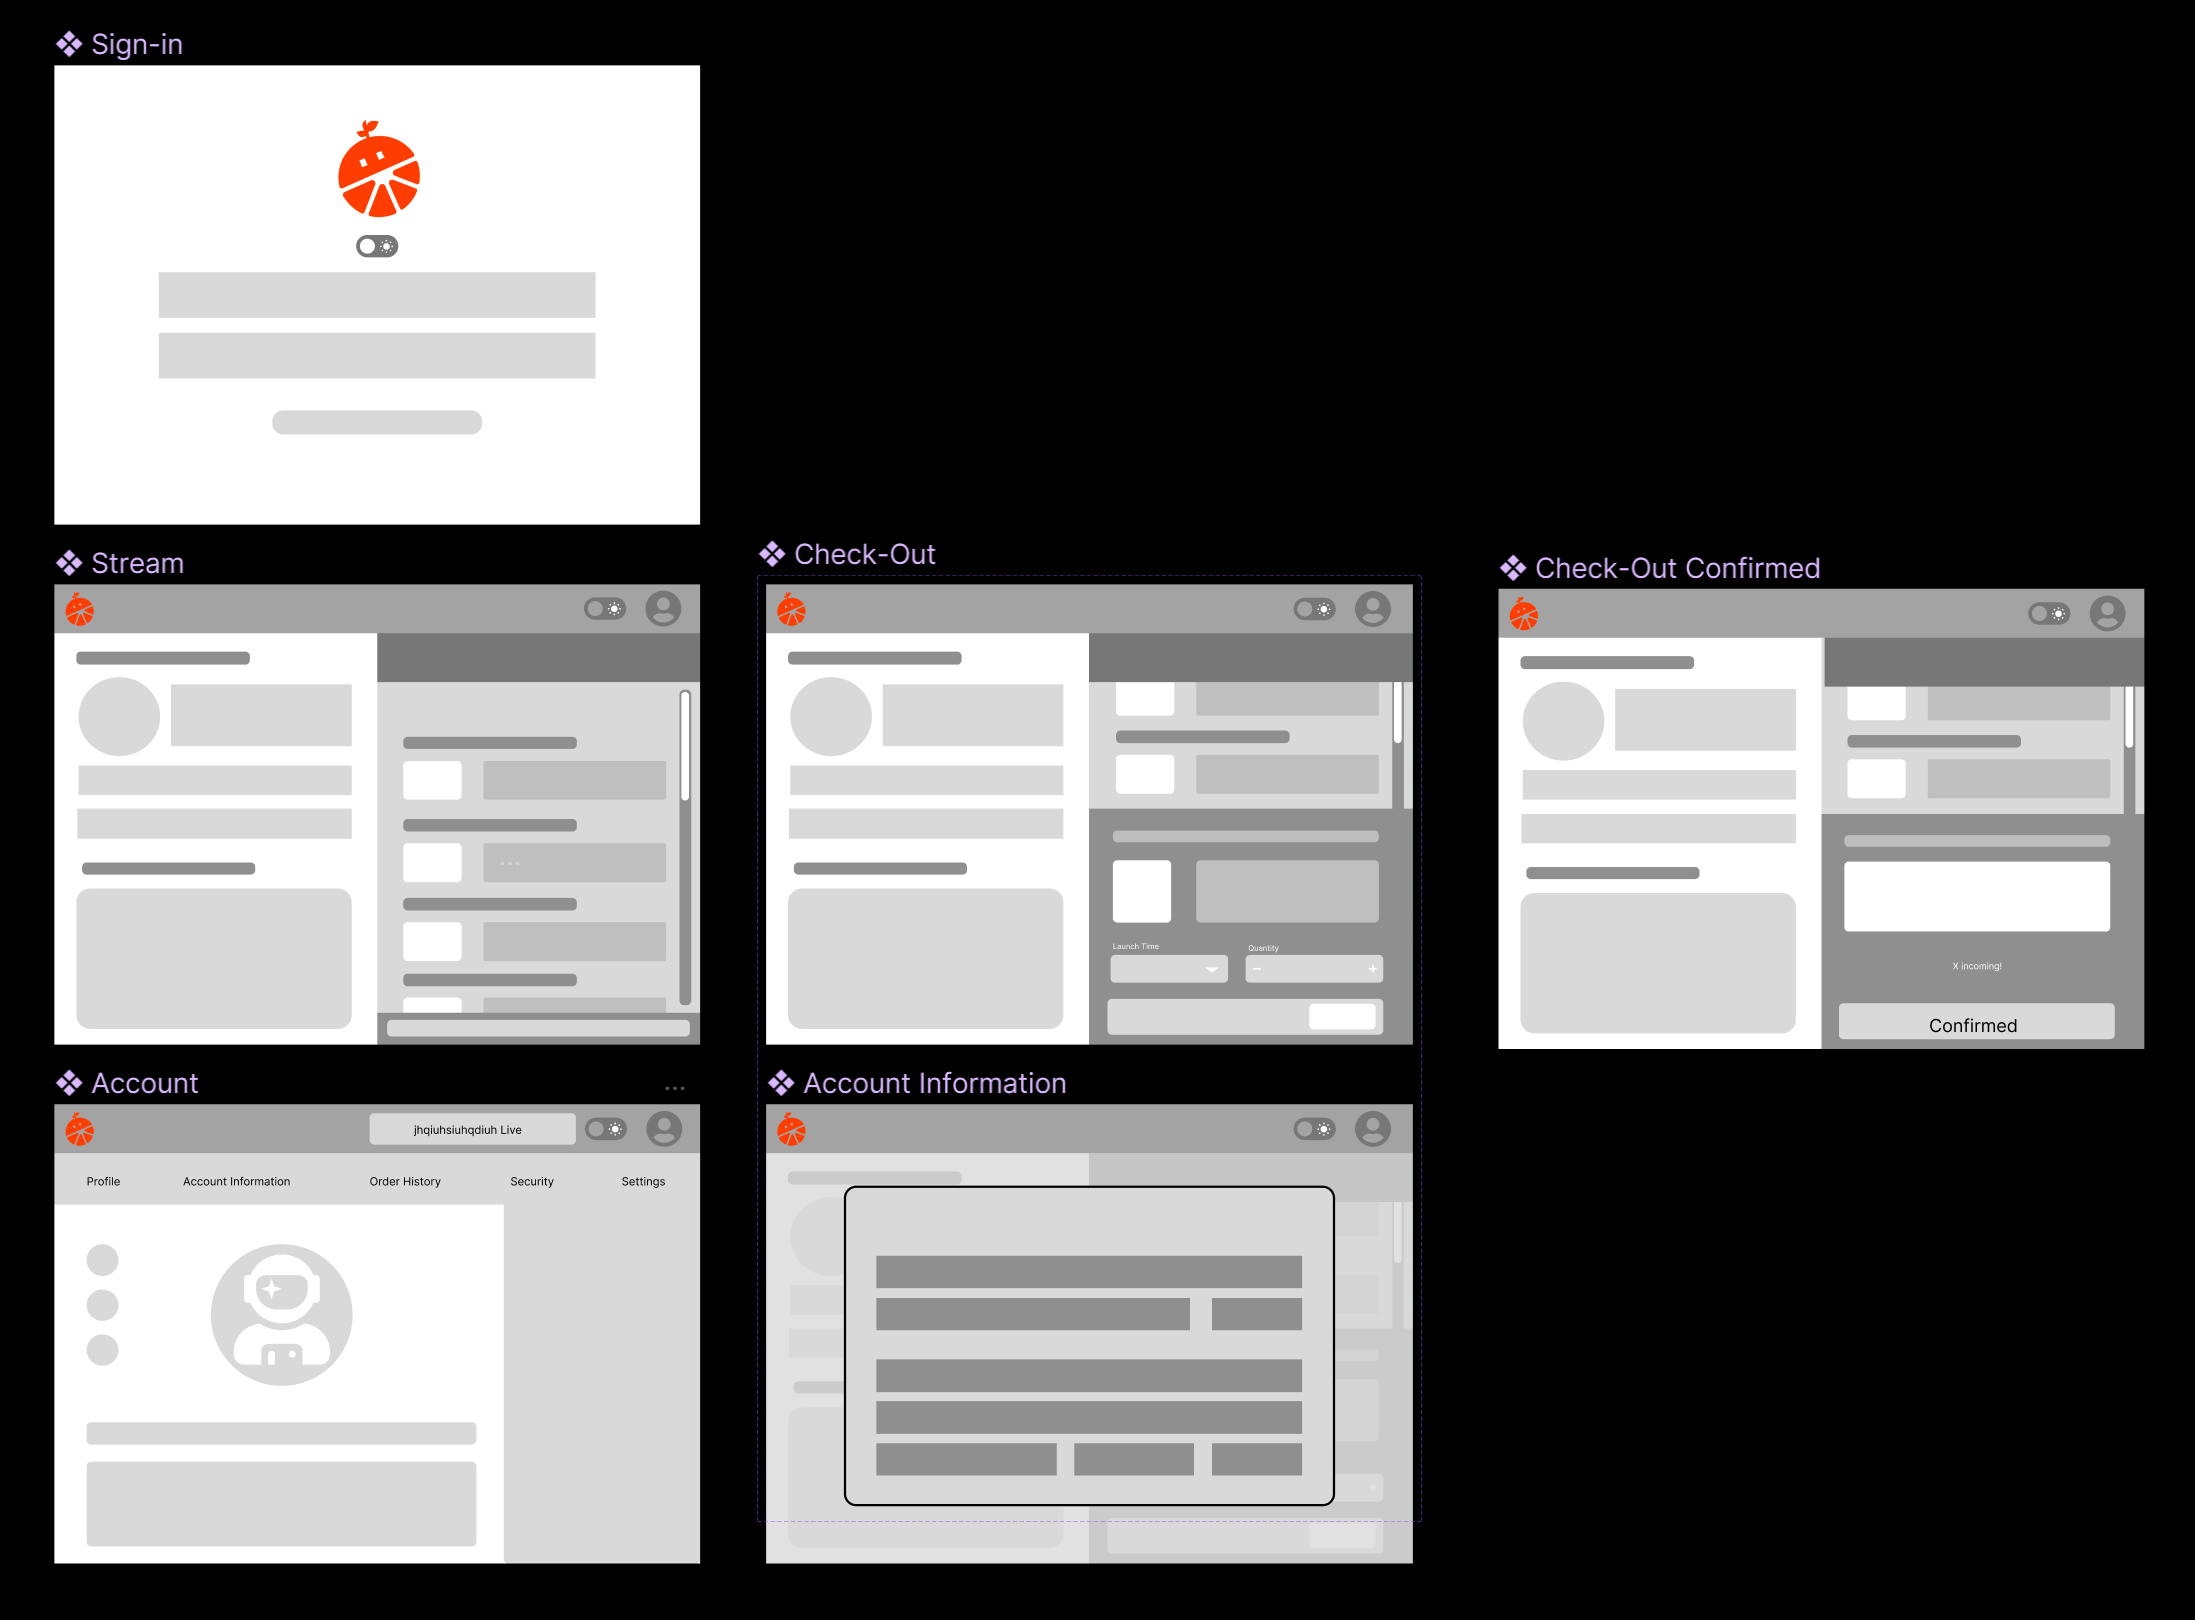 Sign-in
Stream
Check-Out
Check-Out Confirmed
Launch Time
Quantity
X incoming!
Confirmed
Account
Account Information
jhqiuhsiuhqdiuh Live
Profile
Account Information
Order History
Security
Settings